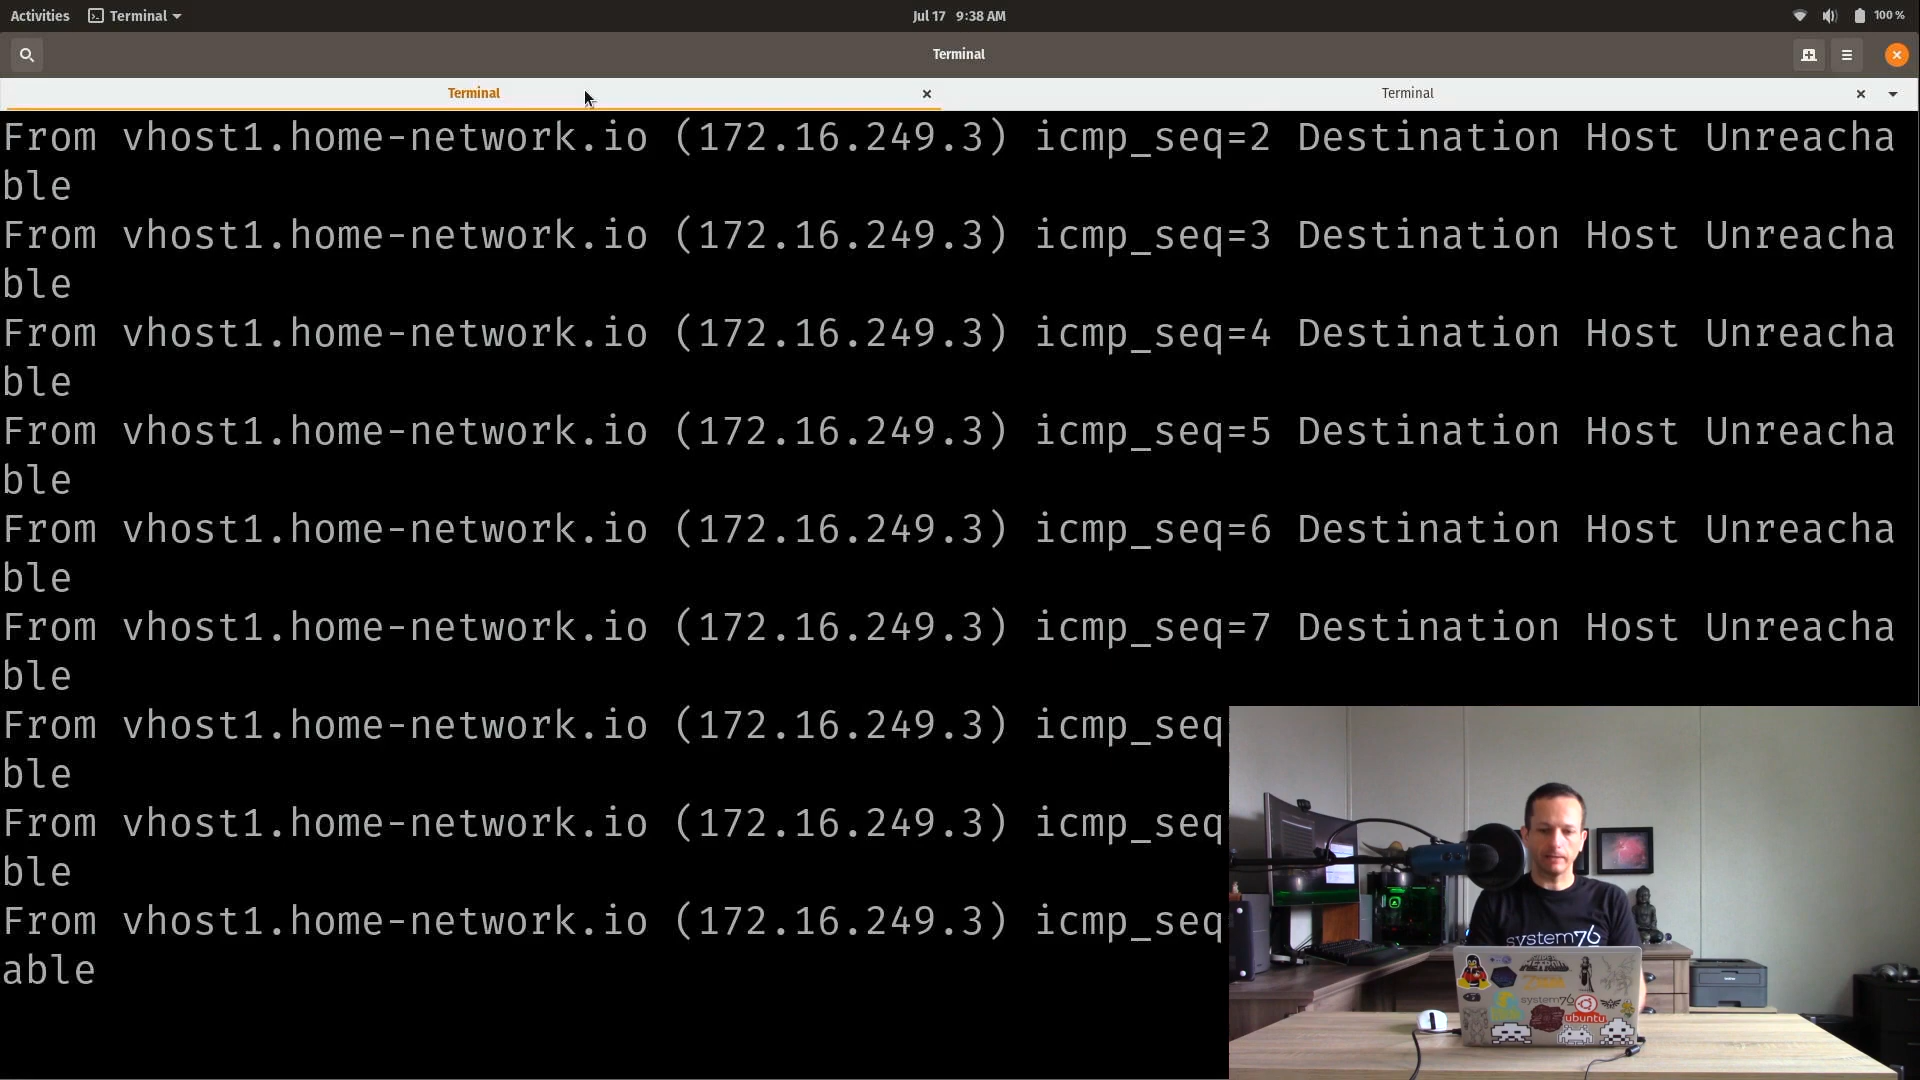 Activities Terminal Jul 17 9:38 AM 100 %
Terminal
Terminal Terminal
From vhost1.home-network.io (172.16.249.3) icmp_seq=2 Destination Host Unreacha
ble
From vhost1.home-network.io (172.16.249.3) icmp_seq=3 Destination Host Unreacha
ble
From vhost1.home-network.io (172.16.249.3) icmp_seq=4 Destination Host Unreacha
ble
From vhost1.home-network.io (172.16.249.3) icmp_seq=5 Destination Host Unreacha
ble
From vhost1.home-network.io (172.16.249.3) icmp_seq=6 Destination Host Unreacha
ble
From vhost1.home-network.io (172.16.249.3) icmp_seq=7 Destination Host Unreacha
ble
From vhost1.home-network.io (172.16.249.3) icmp_seq
ble
From vhost1.home-network.io (172.16.249.3) icmp_seq
ble
From vhost1.home-network.io (172.16.249.3) icmp_seq
able
system76
system76
ubuntu